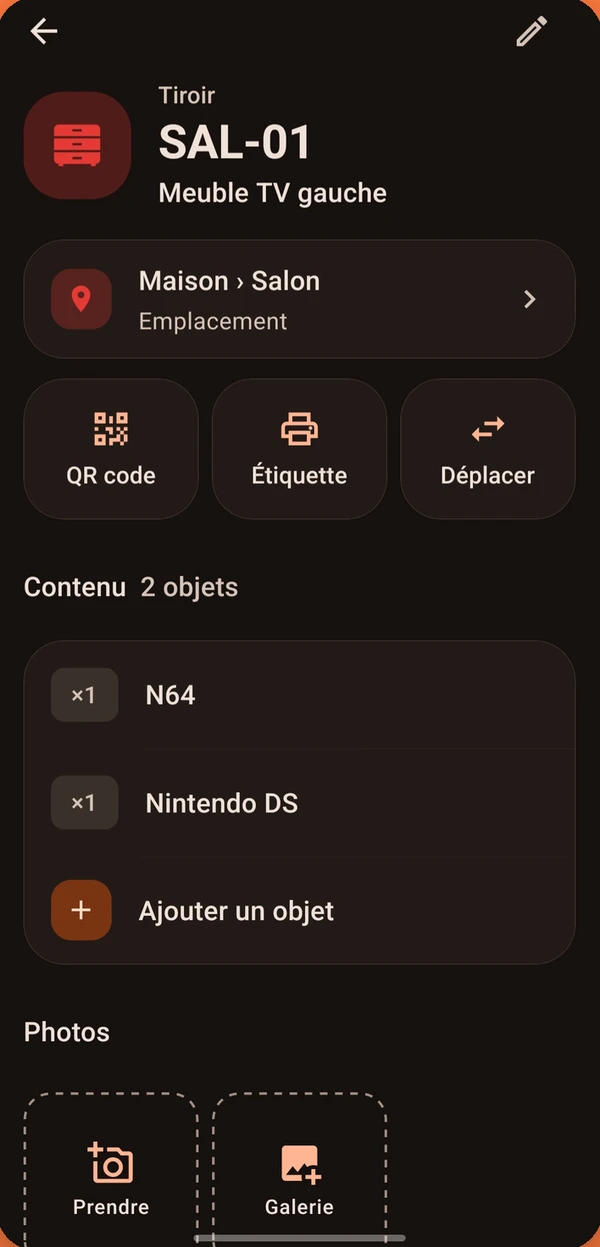 Tiroir
SAL-01
Meuble TV gauche
Maison › Salon
Emplacement
QR code
Étiquette
Déplacer
Contenu 2 objets
×1 N64
×1 Nintendo DS
+ Ajouter un objet
Photos
Prendre
Galerie